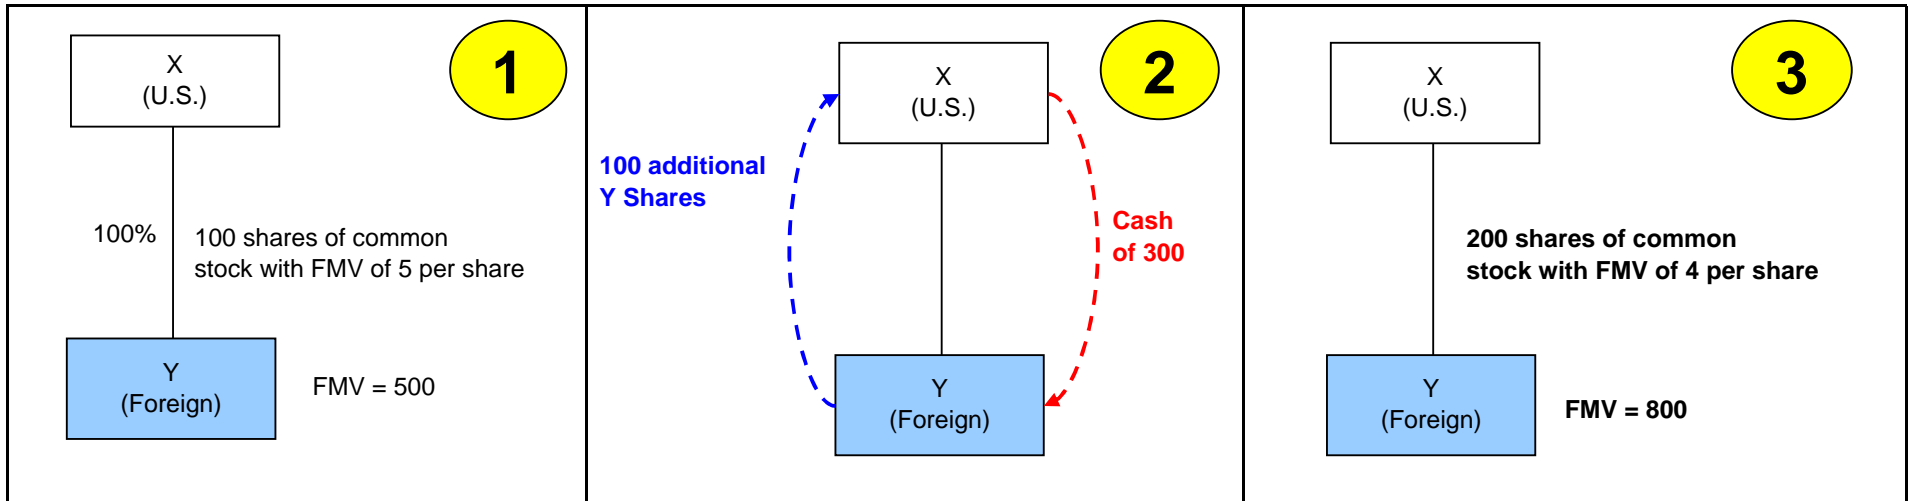 1
X
(U.S.)
100%
100 shares of common
stock with FMV of 5 per share
Y
(Foreign)
FMV = 500
2
X
(U.S.)
100 additional
Y Shares
Cash
of 300
Y
(Foreign)
3
X
(U.S.)
200 shares of common
stock with FMV of 4 per share
Y
(Foreign)
FMV = 800